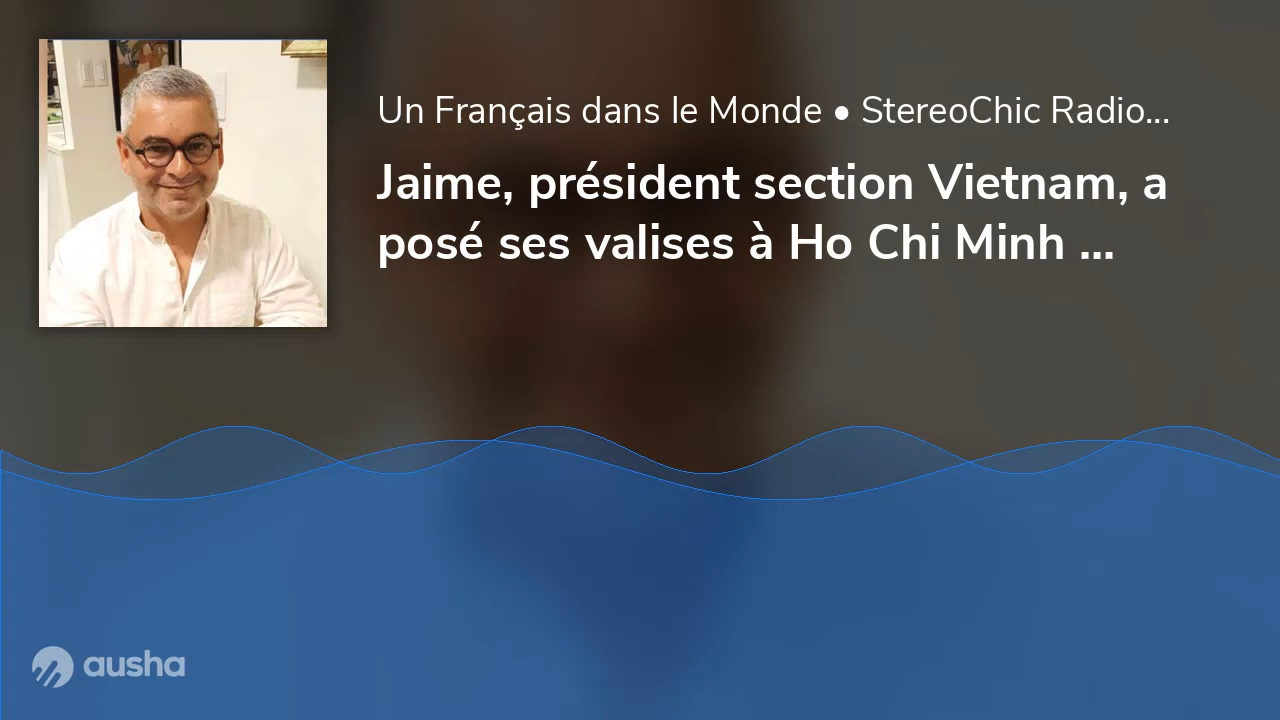 Un Français dans le Monde • StereoChic Radio...
Jaime, président section Vietnam, a
posé ses valises à Ho Chi Minh ...
ausha